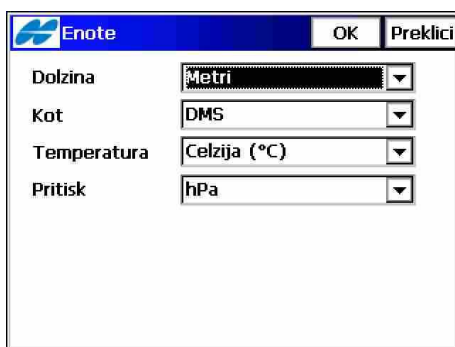 Enote OK Preklici
Dolzina Metri
Kot DMS
Temperatura Celzija (°C)
Pritisk hPa